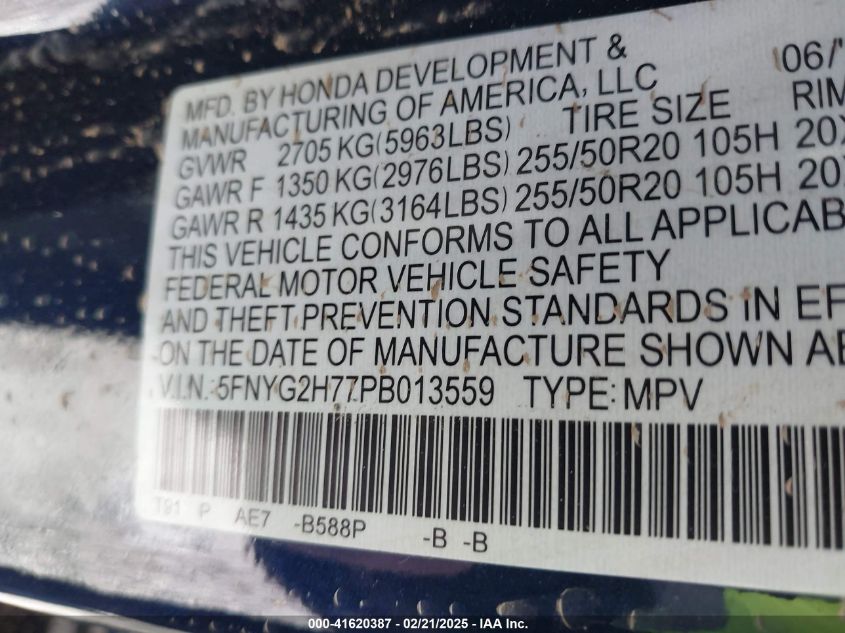 MFD. BY HONDA DEVELOPMENT & 06/
MANUFACTURING OF AMERICA, LLC
GVWR 2705 KG(5963LBS) TIRE SIZE RIM
GAWR F 1350 KG(2976LBS) 255/50R20 105H 20X
GAWR R 1435 KG(3164LBS) 255/50R20 105H 20X
THIS VEHICLE CONFORMS TO ALL APPLICAB
FEDERAL MOTOR VEHICLE SAFETY
AND THEFT PREVENTION STANDARDS IN EF
ON THE DATE OF MANUFACTURE SHOWN AB
V.I.N.: 5FNYG2H77PB013559 TYPE: MPV
T91 P AE7 -B588P -B -B
000-41620387 - 02/21/2025 - IAA Inc.